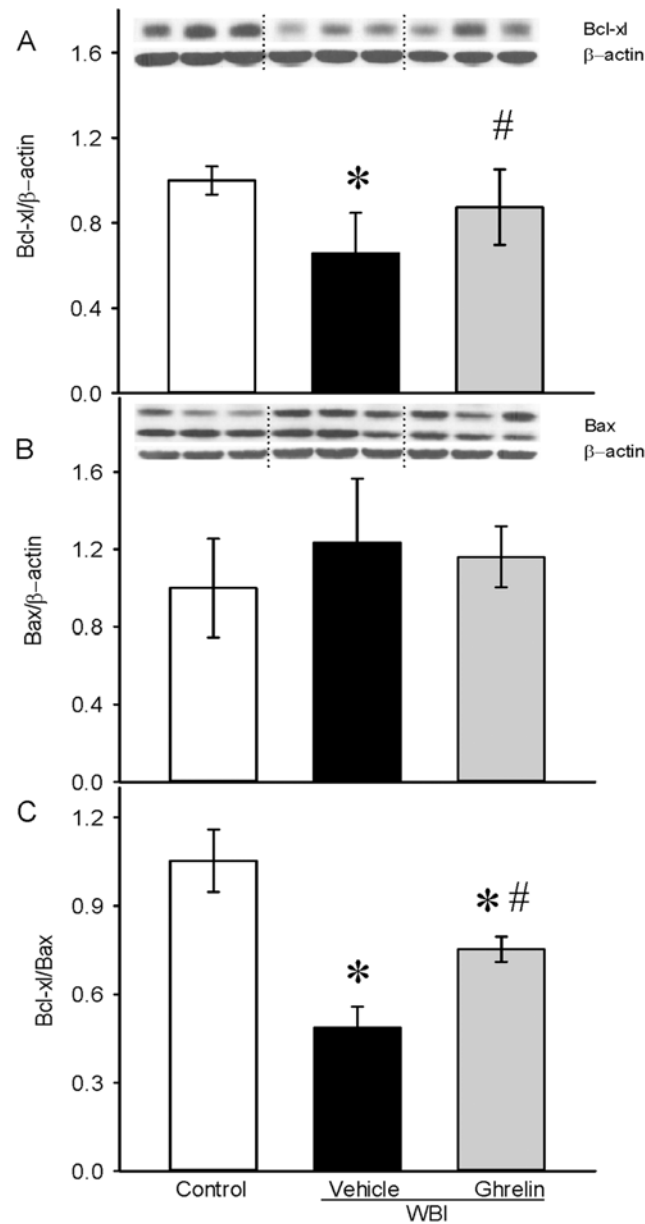 A
Bcl-xl
β–actin
Bcl-xl/β–actin
1.6
1.2
0.8
0.4
0.0
*
#
B
Bax
β–actin
Bax/β–actin
1.6
1.2
0.8
0.4
0.0
C
Bcl-xl/Bax
1.2
0.9
0.6
0.3
0.0
*
* #
Control Vehicle Ghrelin
WBI